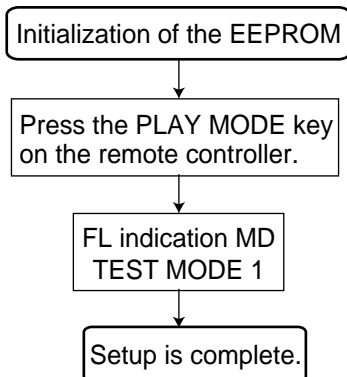 Initialization of the EEPROM
Press the PLAY MODE key
on the remote controller.
FL indication MD
TEST MODE 1
Setup is complete.